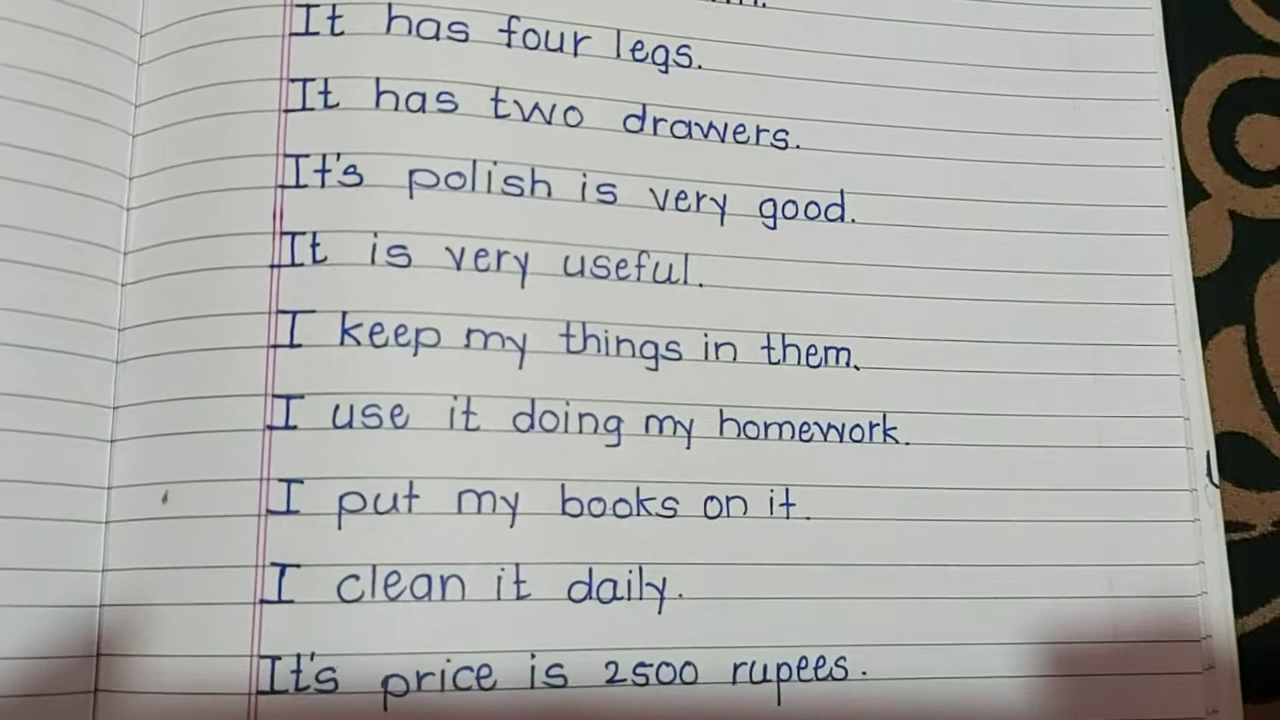 It has four legs.
It has two drawers.
It's polish is very good.
It is very useful.
I keep my things in them.
I use it doing my homework.
I put my books on it.
I clean it daily.
It's price is 2500 rupees.